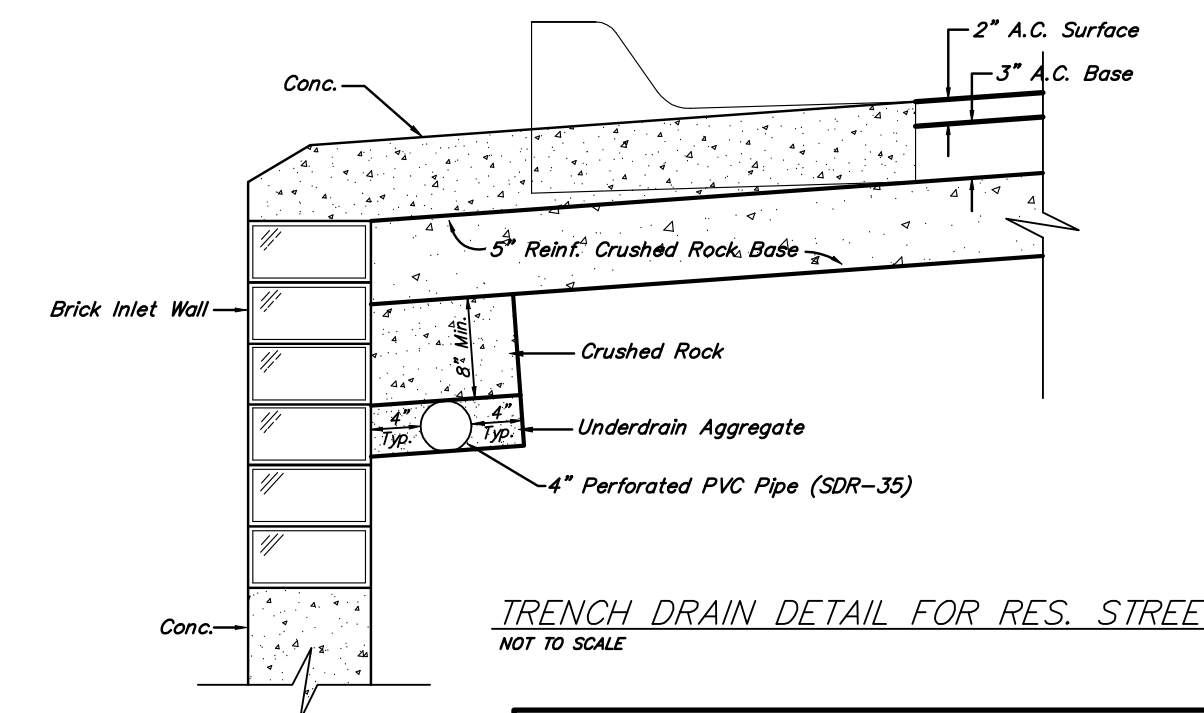 2" A.C. Surface
3" A.C. Base
Conc.
5" Reinf. Crushed Rock Base
Brick Inlet Wall
8" Min.
Crushed Rock
4"
Typ.
4"
Typ.
Underdrain Aggregate
4" Perforated PVC Pipe (SDR-35)
Conc.
TRENCH DRAIN DETAIL FOR RES. STREE
NOT TO SCALE